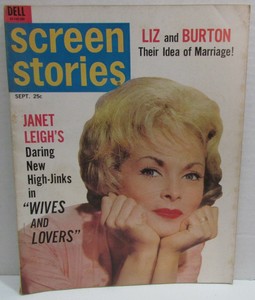 DELL
screen
stories
SEPT. 25c
LIZ and BURTON
Their Idea of Marriage!
JANET
LEIGH'S
Daring
New
High-Jinks
in
"WIVES
AND
LOVERS"